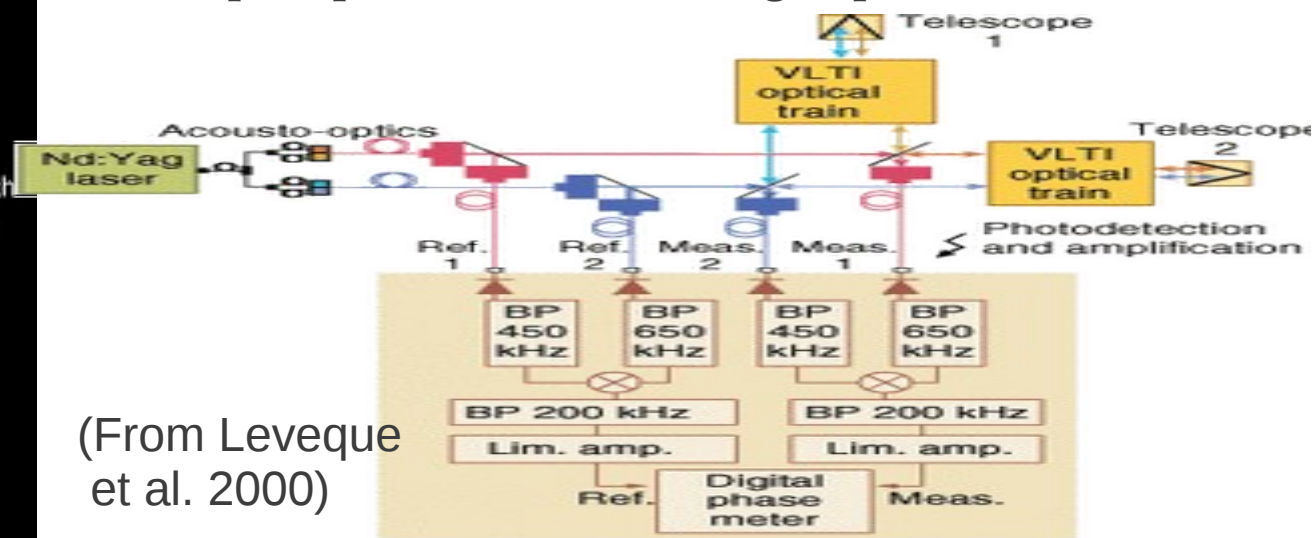 Telescope
1
VLTI
optical
train
Acousto-optics
Nd:Yag
laser
Telescope
2
VLTI
optical
train
Photodetection
and amplification
Ref.
1
Ref.
2
Meas.
2
Meas.
1
BP
450
kHz
BP
650
kHz
BP
450
kHz
BP
650
kHz
BP 200 kHz
BP 200 kHz
Lim. amp.
Lim. amp.
(From Leveque
et al. 2000)
Ref.
Digital
phase
meter
Meas.